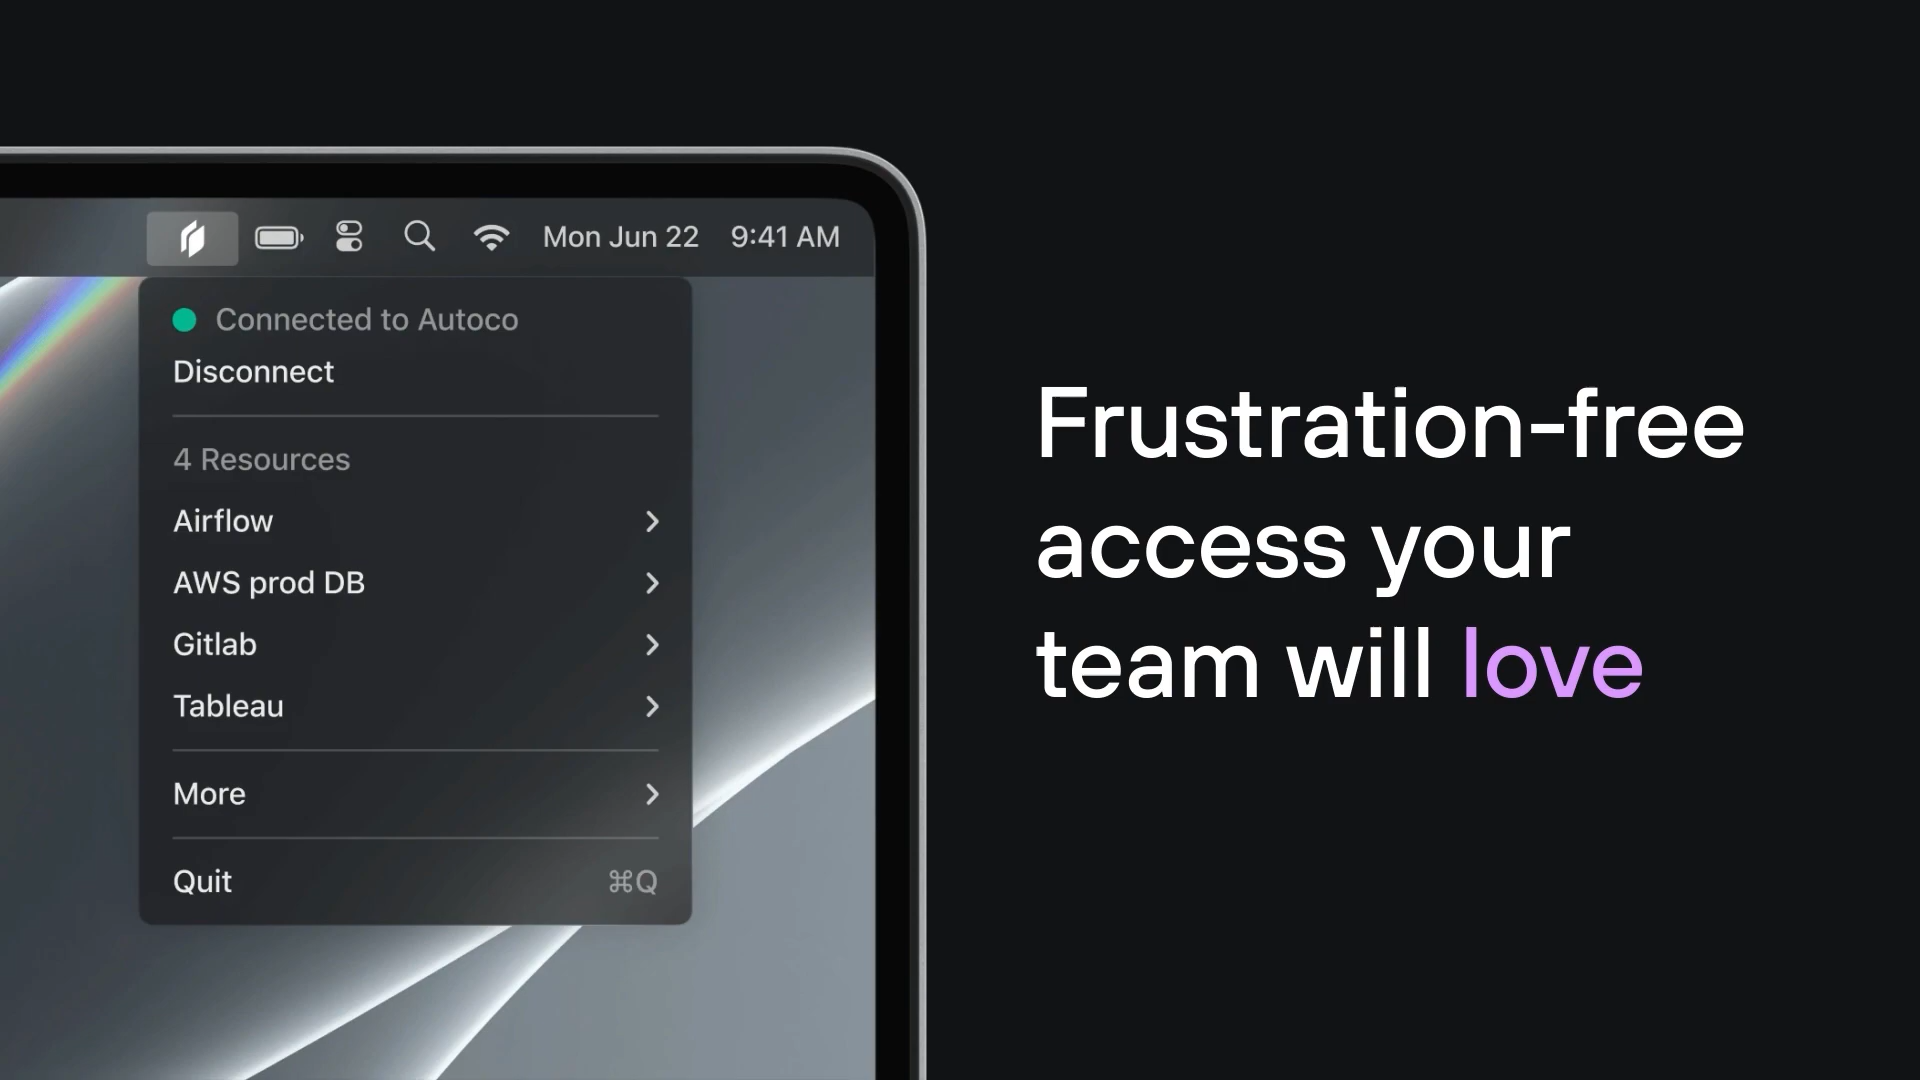 Mon Jun 22 9:41 AM
Connected to Autoco
Disconnect
4 Resources
Airflow
AWS prod DB
Gitlab
Tableau
More
Quit ⌘Q
Frustration-free
access your
team will love